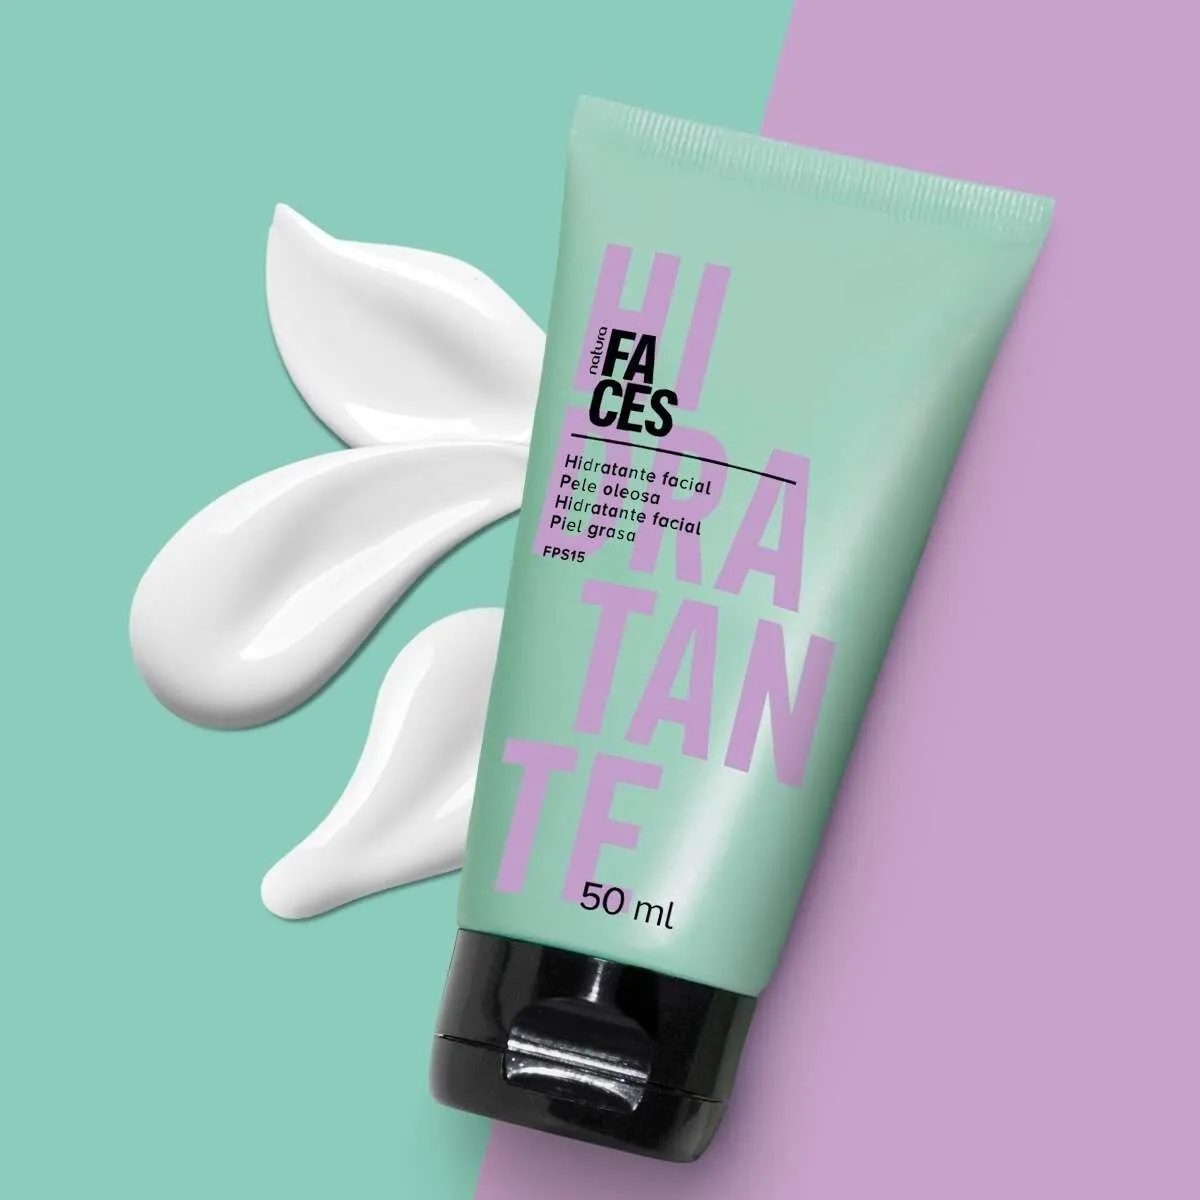 HI
DRA
TAN
TE
natura
FA
CES
Hidratante facial
Pele oleosa
Hidratante facial
Piel grasa
FPS15
50 ml